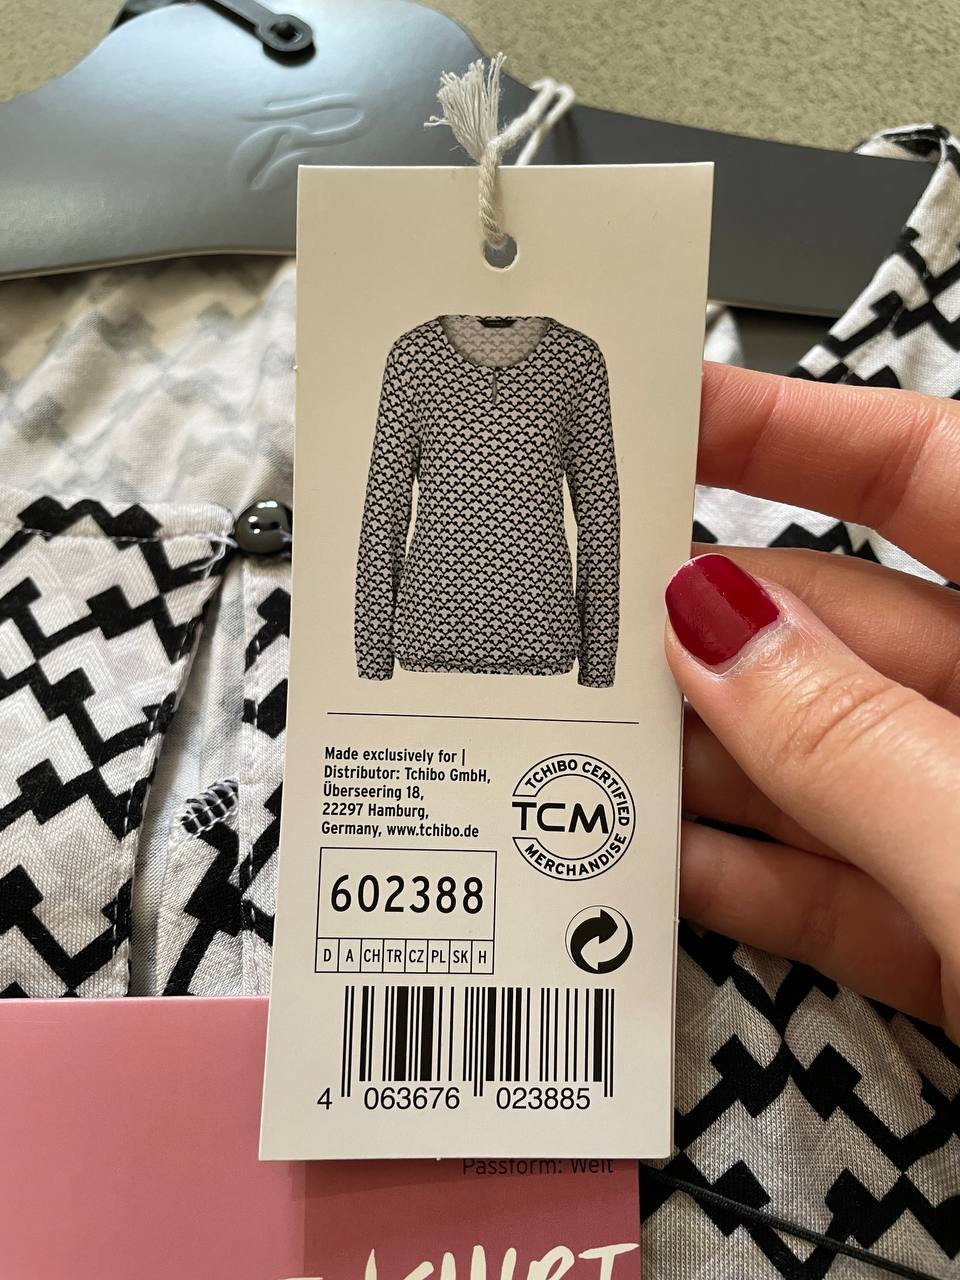 Made exclusively for |
Distributor: Tchibo GmbH,
Überseering 18,
22297 Hamburg,
Germany, www.tchibo.de
TCHIBO CERTIFIED
TCM
MERCHANDISE
602388
D A CH TR CZ PL SK H
4 063676 023885
Passform: Weit